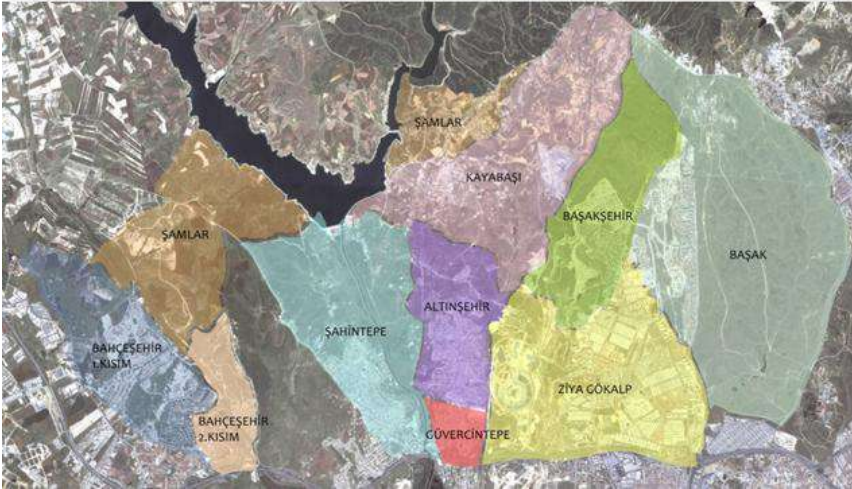 ŞAMLAR
KAYABAŞI
BAŞAKŞEHİR
ŞAMLAR
BAŞAK
ALTINŞEHİR
ŞAHİNTEPE
BAHÇEŞEHİR
1.KISIM
ZİYA GÖKALP
BAHÇEŞEHİR
2.KISIM
GÜVERCİNTEPE